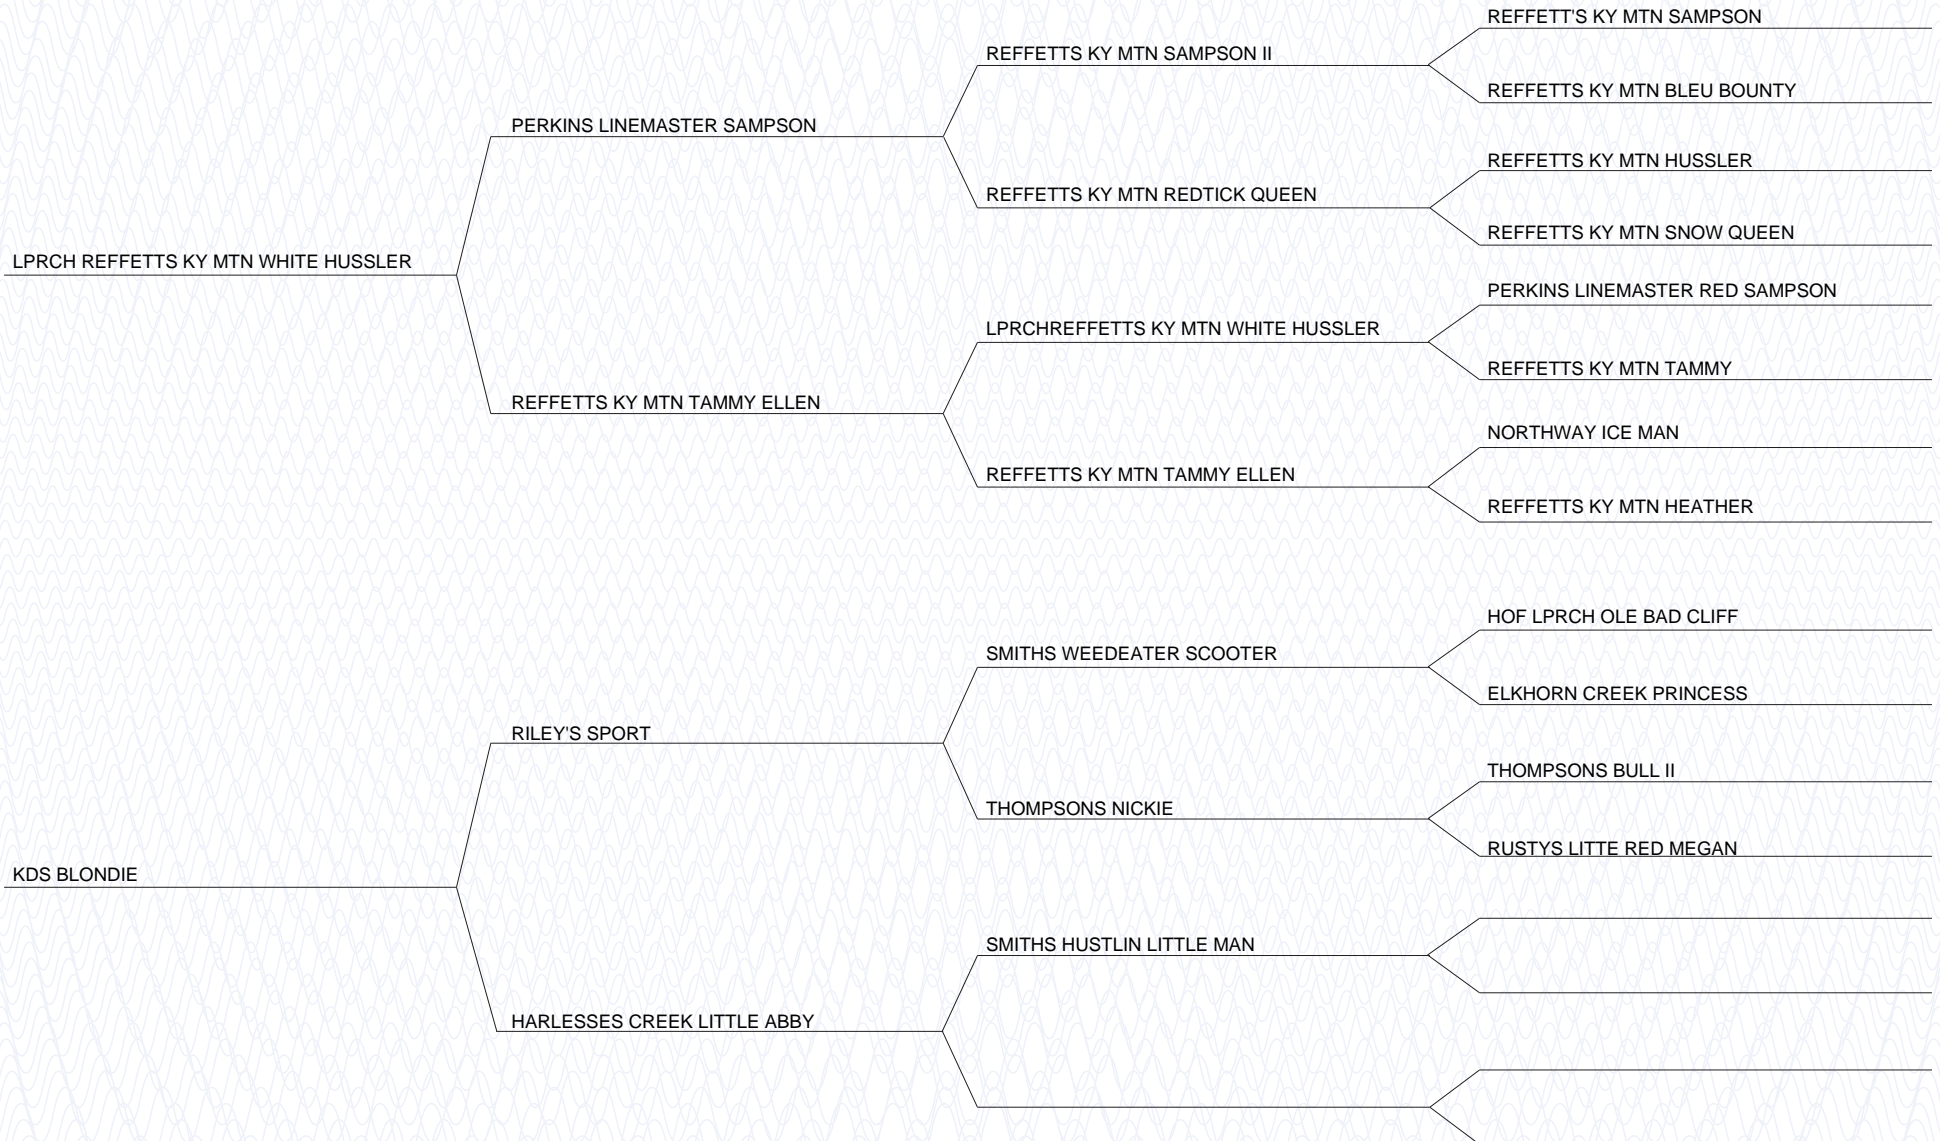 REFFETT'S KY MTN SAMPSON
REFFETTS KY MTN SAMPSON II
REFFETTS KY MTN BLEU BOUNTY
PERKINS LINEMASTER SAMPSON
REFFETTS KY MTN HUSSLER
REFFETTS KY MTN REDTICK QUEEN
REFFETTS KY MTN SNOW QUEEN
LPRCH REFFETTS KY MTN WHITE HUSSLER
PERKINS LINEMASTER RED SAMPSON
LPRCHREFFETTS KY MTN WHITE HUSSLER
REFFETTS KY MTN TAMMY
REFFETTS KY MTN TAMMY ELLEN
NORTHWAY ICE MAN
REFFETTS KY MTN TAMMY ELLEN
REFFETTS KY MTN HEATHER
HOF LPRCH OLE BAD CLIFF
SMITHS WEEDEATER SCOOTER
ELKHORN CREEK PRINCESS
RILEY'S SPORT
THOMPSONS BULL II
THOMPSONS NICKIE
RUSTYS LITTE RED MEGAN
KDS BLONDIE
SMITHS HUSTLIN LITTLE MAN
HARLESSES CREEK LITTLE ABBY